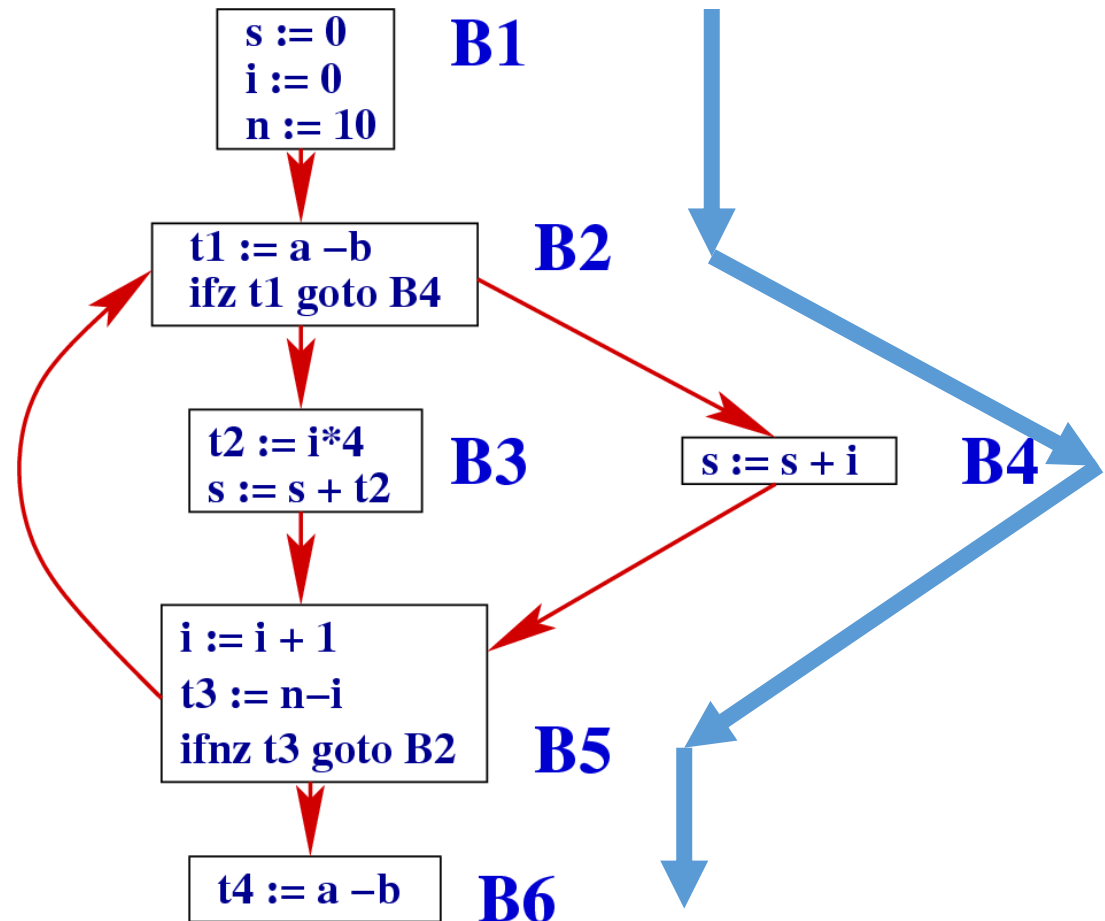 s := 0
i := 0
n := 10
B1
t1 := a −b
ifz t1 goto B4
B2
t2 := i*4
s := s + t2
B3
s := s + i
B4
i := i + 1
t3 := n−i
ifnz t3 goto B2
B5
t4 := a −b
B6